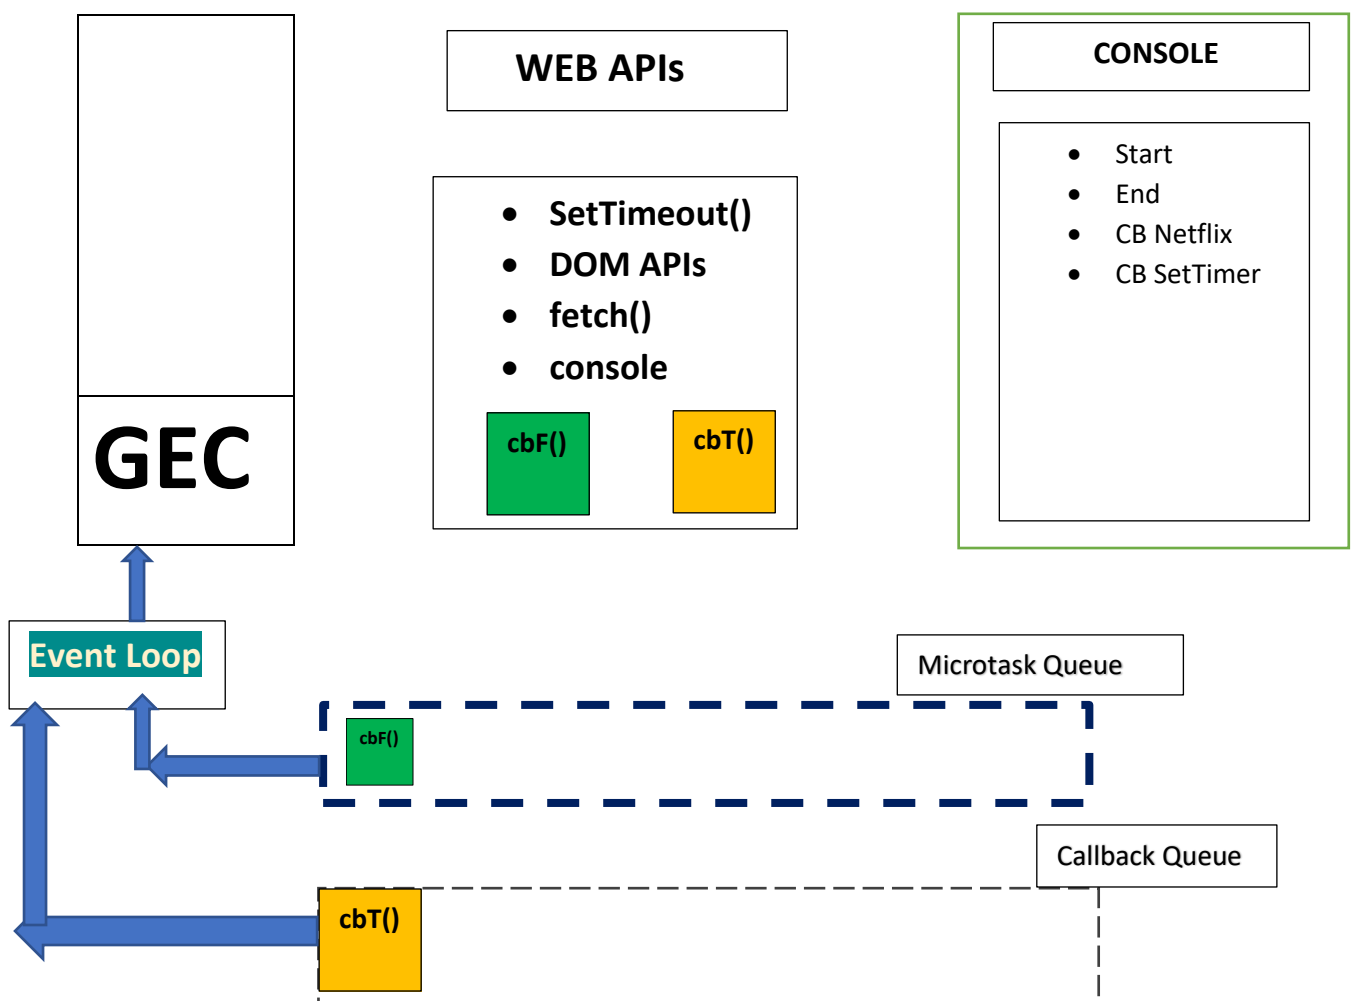 WEB APIs
CONSOLE
• Start
• End
• CB Netflix
• CB SetTimer
• SetTimeout()
• DOM APIs
• fetch()
• console
cbF()
cbT()
GEC
Event Loop
Microtask Queue
cbF()
Callback Queue
cbT()